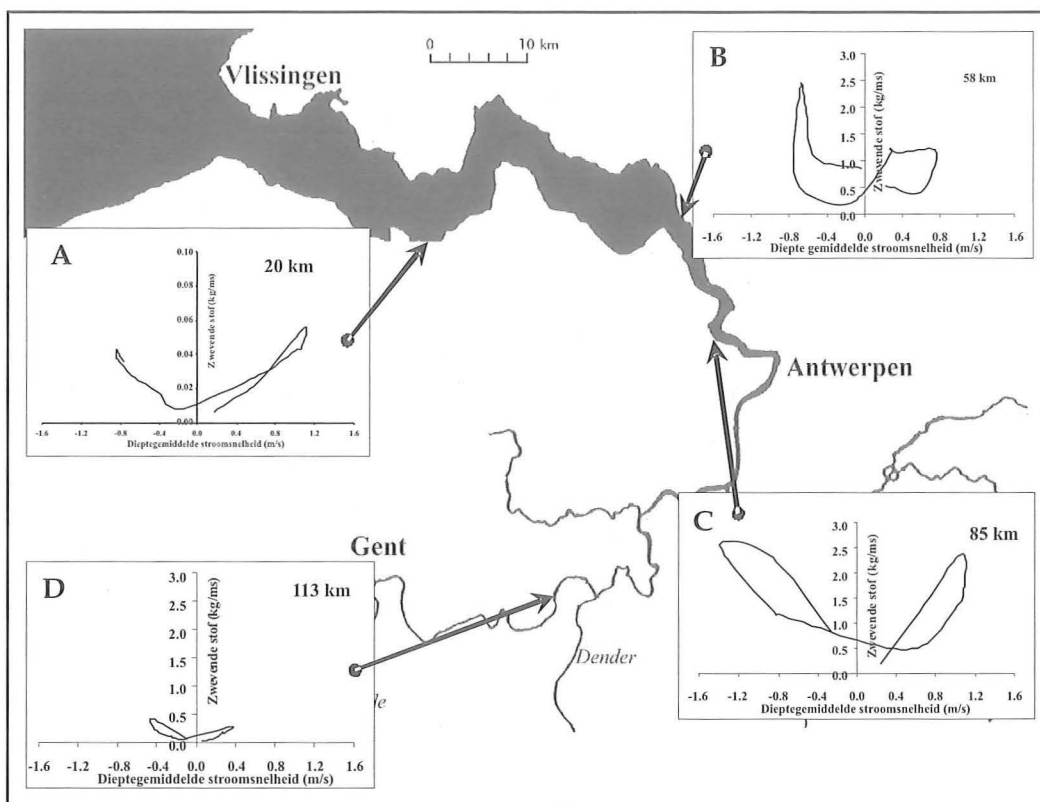 Vlissingen
0 10 km
B
58 km
3.0
2.5
2.0
1.5
1.0
0.5
0.0
Zwevende stof (kg/ms)
-1.6 -1.2 -0.8 -0.4 0.0 0.4 0.8 1.2 1.6
Diepte gemiddelde stroomsnelheid (m/s)
A
20 km
0.10
0.08
0.06
0.04
0.02
0.00
Zwevende stof (kg/ms)
-1.6 -1.2 -0.8 -0.4 0.0 0.4 0.8 1.2 1.6
Dieptegemiddelde stroomsnelheid (m/s)
Antwerpen
C
85 km
3.0
2.5
2.0
1.5
1.0
0.5
0.0
Zwevende stof (kg/ms)
-1.6 -1.2 -0.8 -0.4 0.0 0.4 0.8 1.2 1.6
Dieptegemiddelde stroomsnelheid (m/s)
Gent
D
113 km
3.0
2.5
2.0
1.5
1.0
0.5
0.0
Zwevende stof (kg/ms)
-1.6 -1.2 -0.8 -0.4 0.0 0.4 0.8 1.2 1.6
Dieptegemiddelde stroomsnelheid (m/s)
Dender